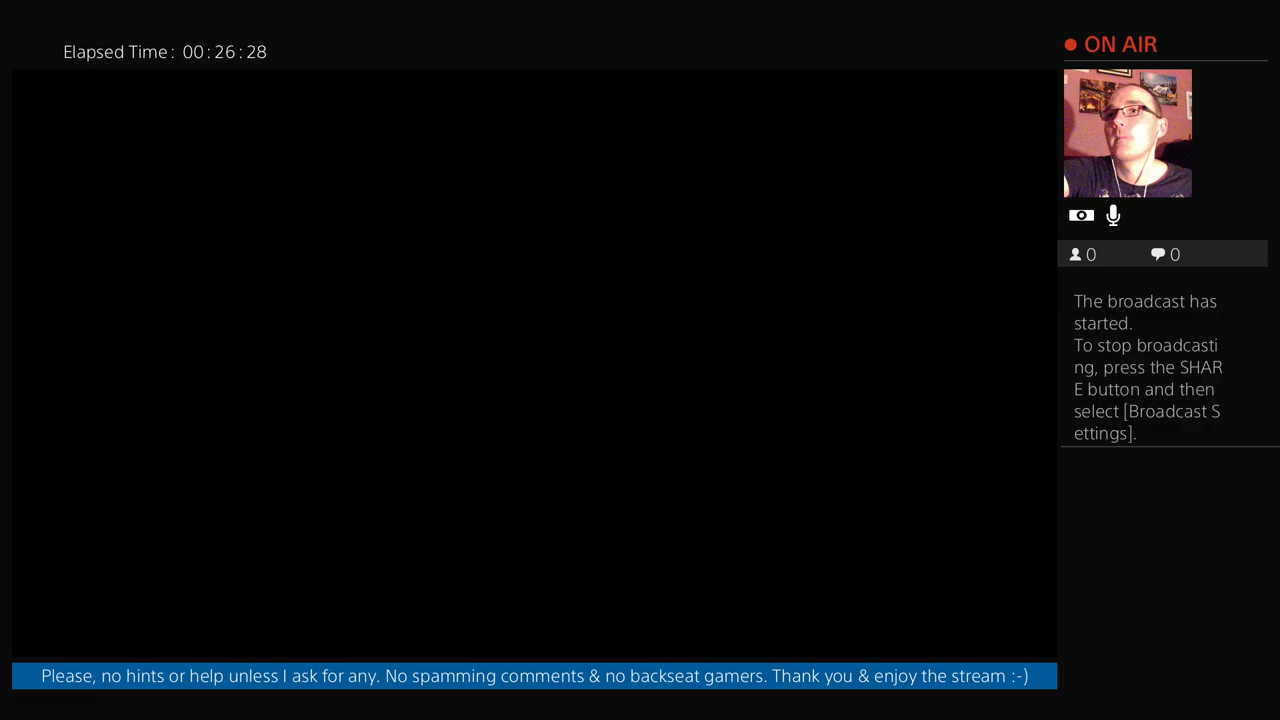 Elapsed Time: 00:26:28
ON AIR
0 0
The broadcast has
started.
To stop broadcasti
ng, press the SHAR
E button and then
select [Broadcast S
ettings].
Please, no hints or help unless I ask for any. No spamming comments & no backseat gamers. Thank you & enjoy the stream :-)